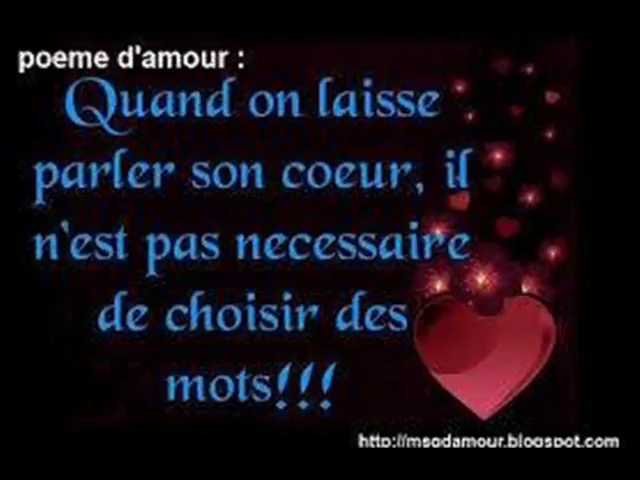 poeme d'amour :
Quand on laisse
parler son coeur, il
n'est pas necessaire
de choisir des
mots!!!
http://msgdamour.blogspot.com